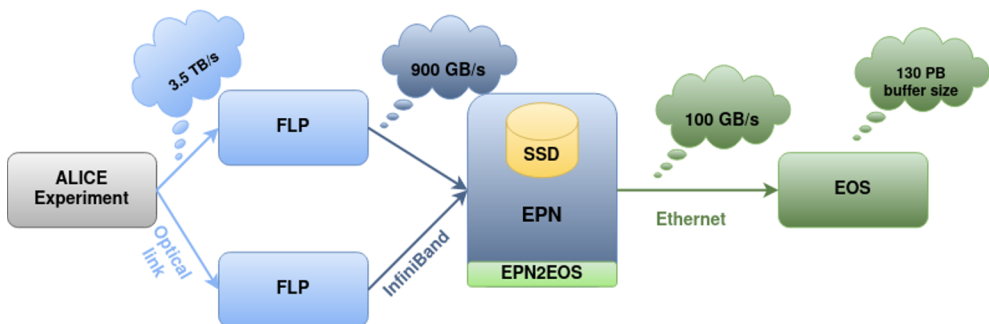 3.5 TB/s
900 GB/s
130 PB
buffer size
FLP
100 GB/s
SSD
ALICE
Experiment
EPN
EOS
Optical
link
InfiniBand
Ethernet
FLP
EPN2EOS